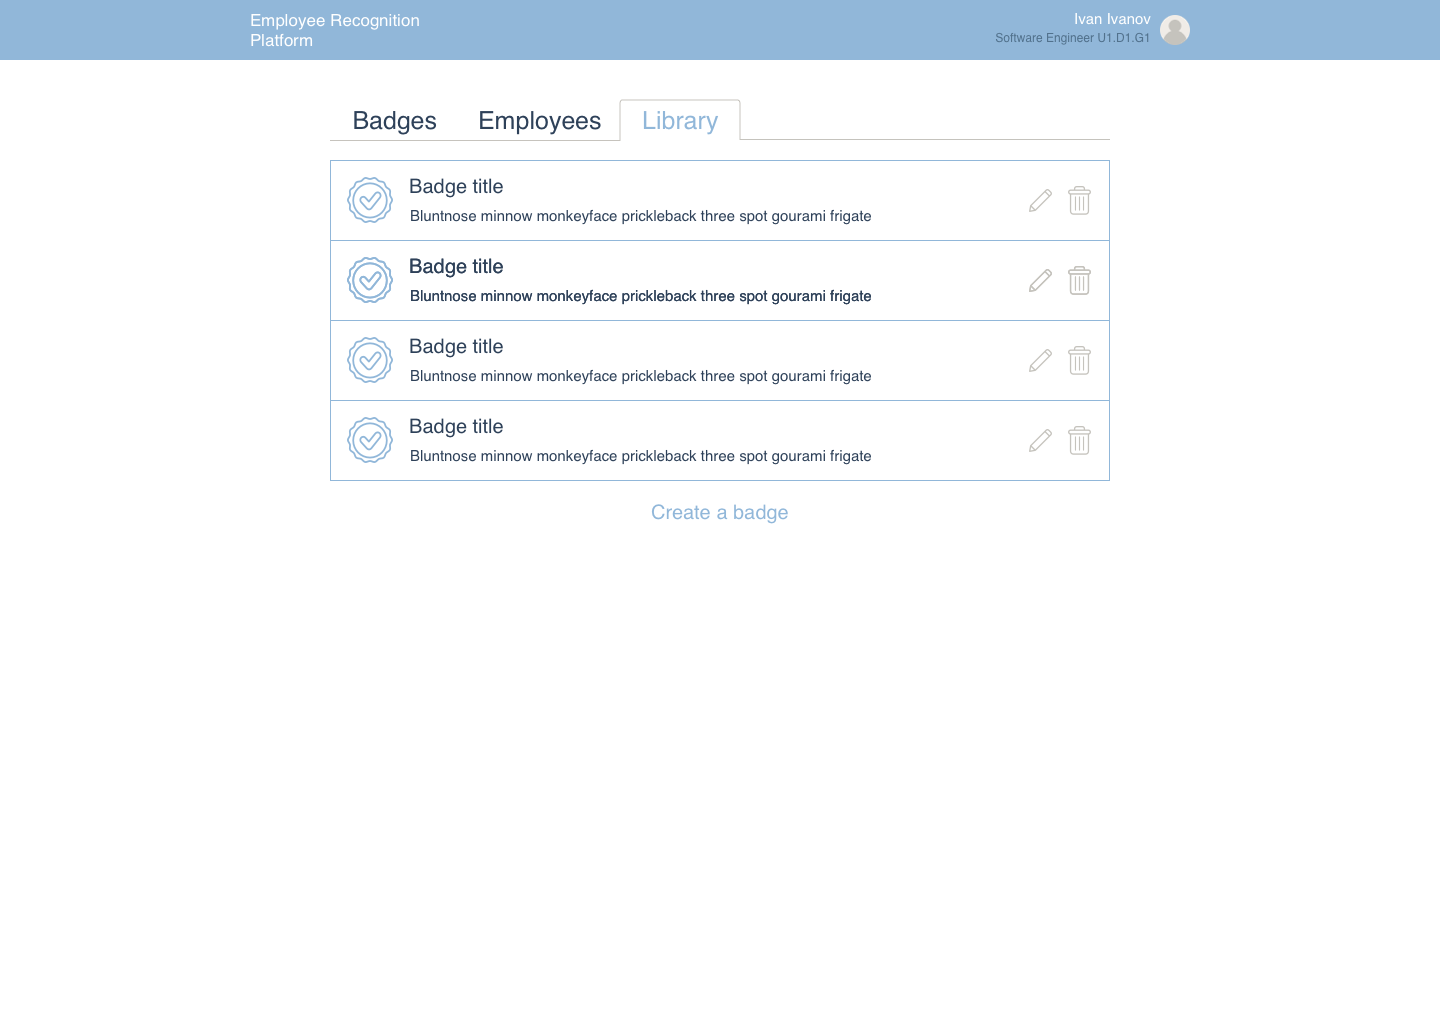 Employee Recognition
Platform
Ivan Ivanov
Software Engineer U1.D1.G1
Badges Employees Library
Badge title
Bluntnose minnow monkeyface prickleback three spot gourami frigate
Badge title
Bluntnose minnow monkeyface prickleback three spot gourami frigate
Badge title
Bluntnose minnow monkeyface prickleback three spot gourami frigate
Badge title
Bluntnose minnow monkeyface prickleback three spot gourami frigate
Create a badge